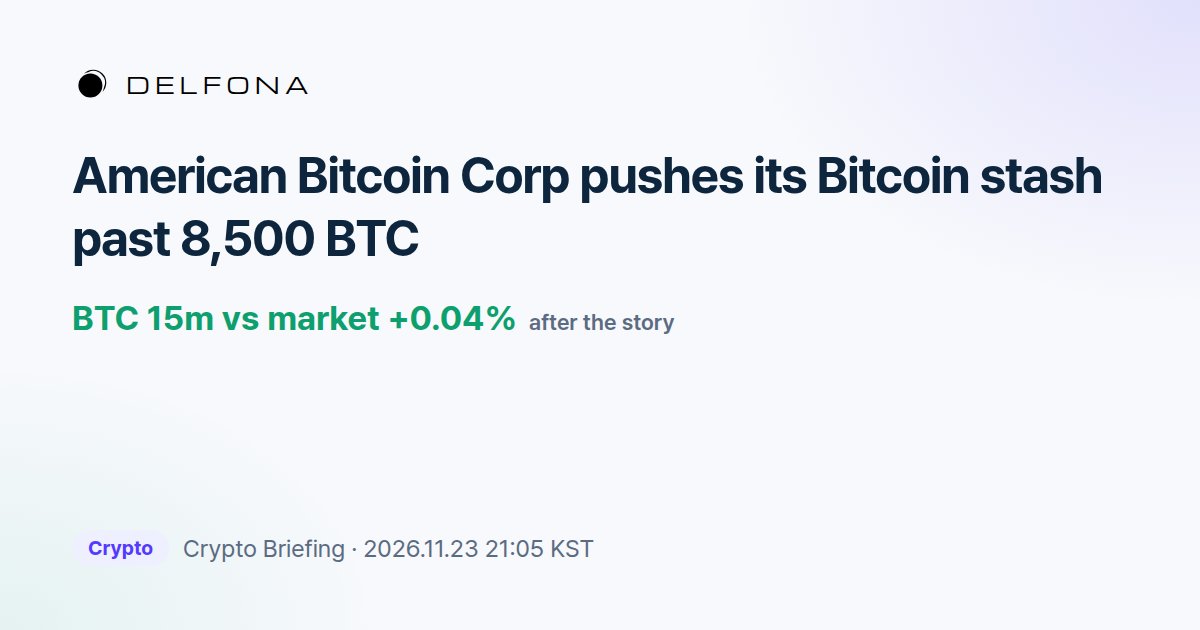 DELFONA
American Bitcoin Corp pushes its Bitcoin stash
past 8,500 BTC
BTC 15m vs market +0.04% after the story
Crypto Crypto Briefing · 2026.11.23 21:05 KST